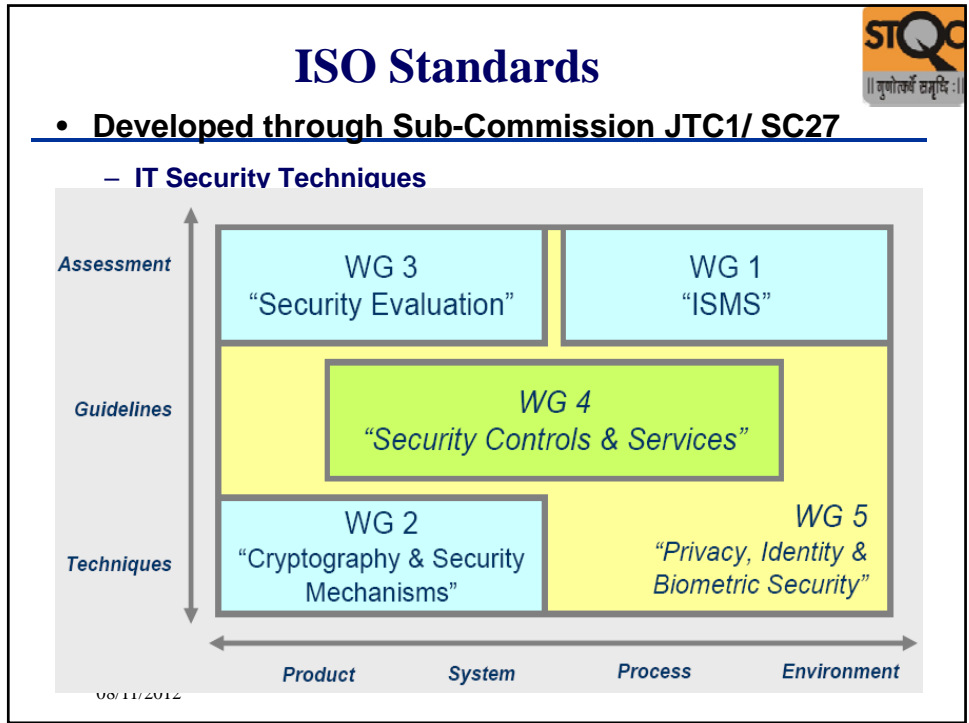 ISO Standards
STQC
॥ गुणोत्कर्षे समृद्धि :॥
• Developed through Sub-Commission JTC1/ SC27
– IT Security Techniques
Assessment
WG 3
“Security Evaluation”
WG 1
“ISMS”
Guidelines
WG 4
“Security Controls & Services”
Techniques
WG 2
“Cryptography & Security
Mechanisms”
WG 5
“Privacy, Identity &
Biometric Security”
Product System Process Environment
08/11/2012